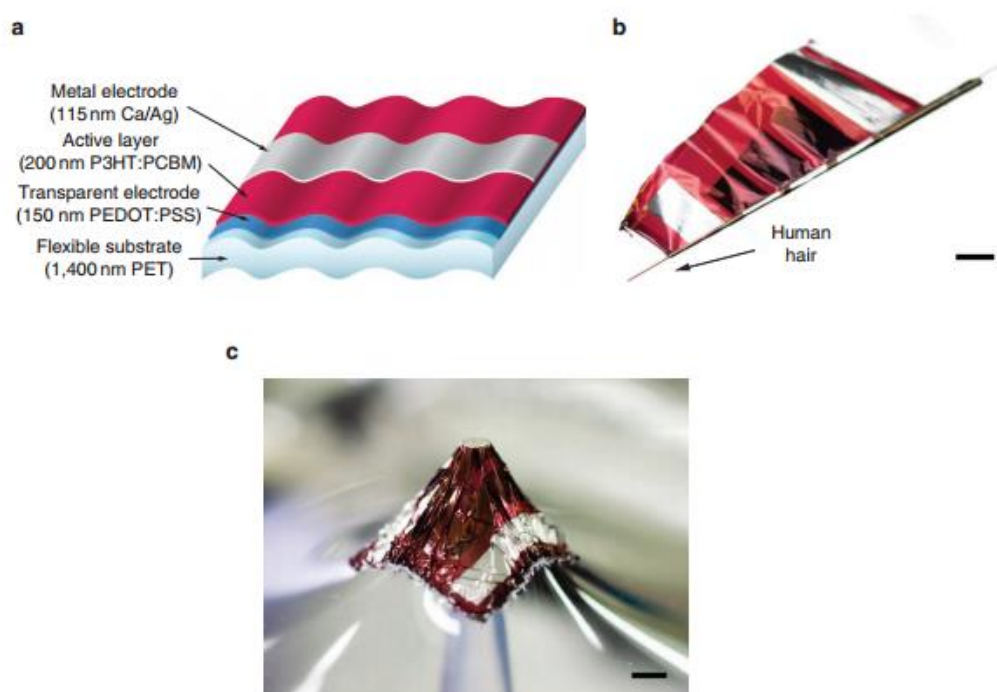 a
Metal electrode
(115 nm Ca/Ag)
Active layer
(200 nm P3HT:PCBM)
Transparent electrode
(150 nm PEDOT:PSS)
Flexible substrate
(1,400 nm PET)
b
Human
hair
c